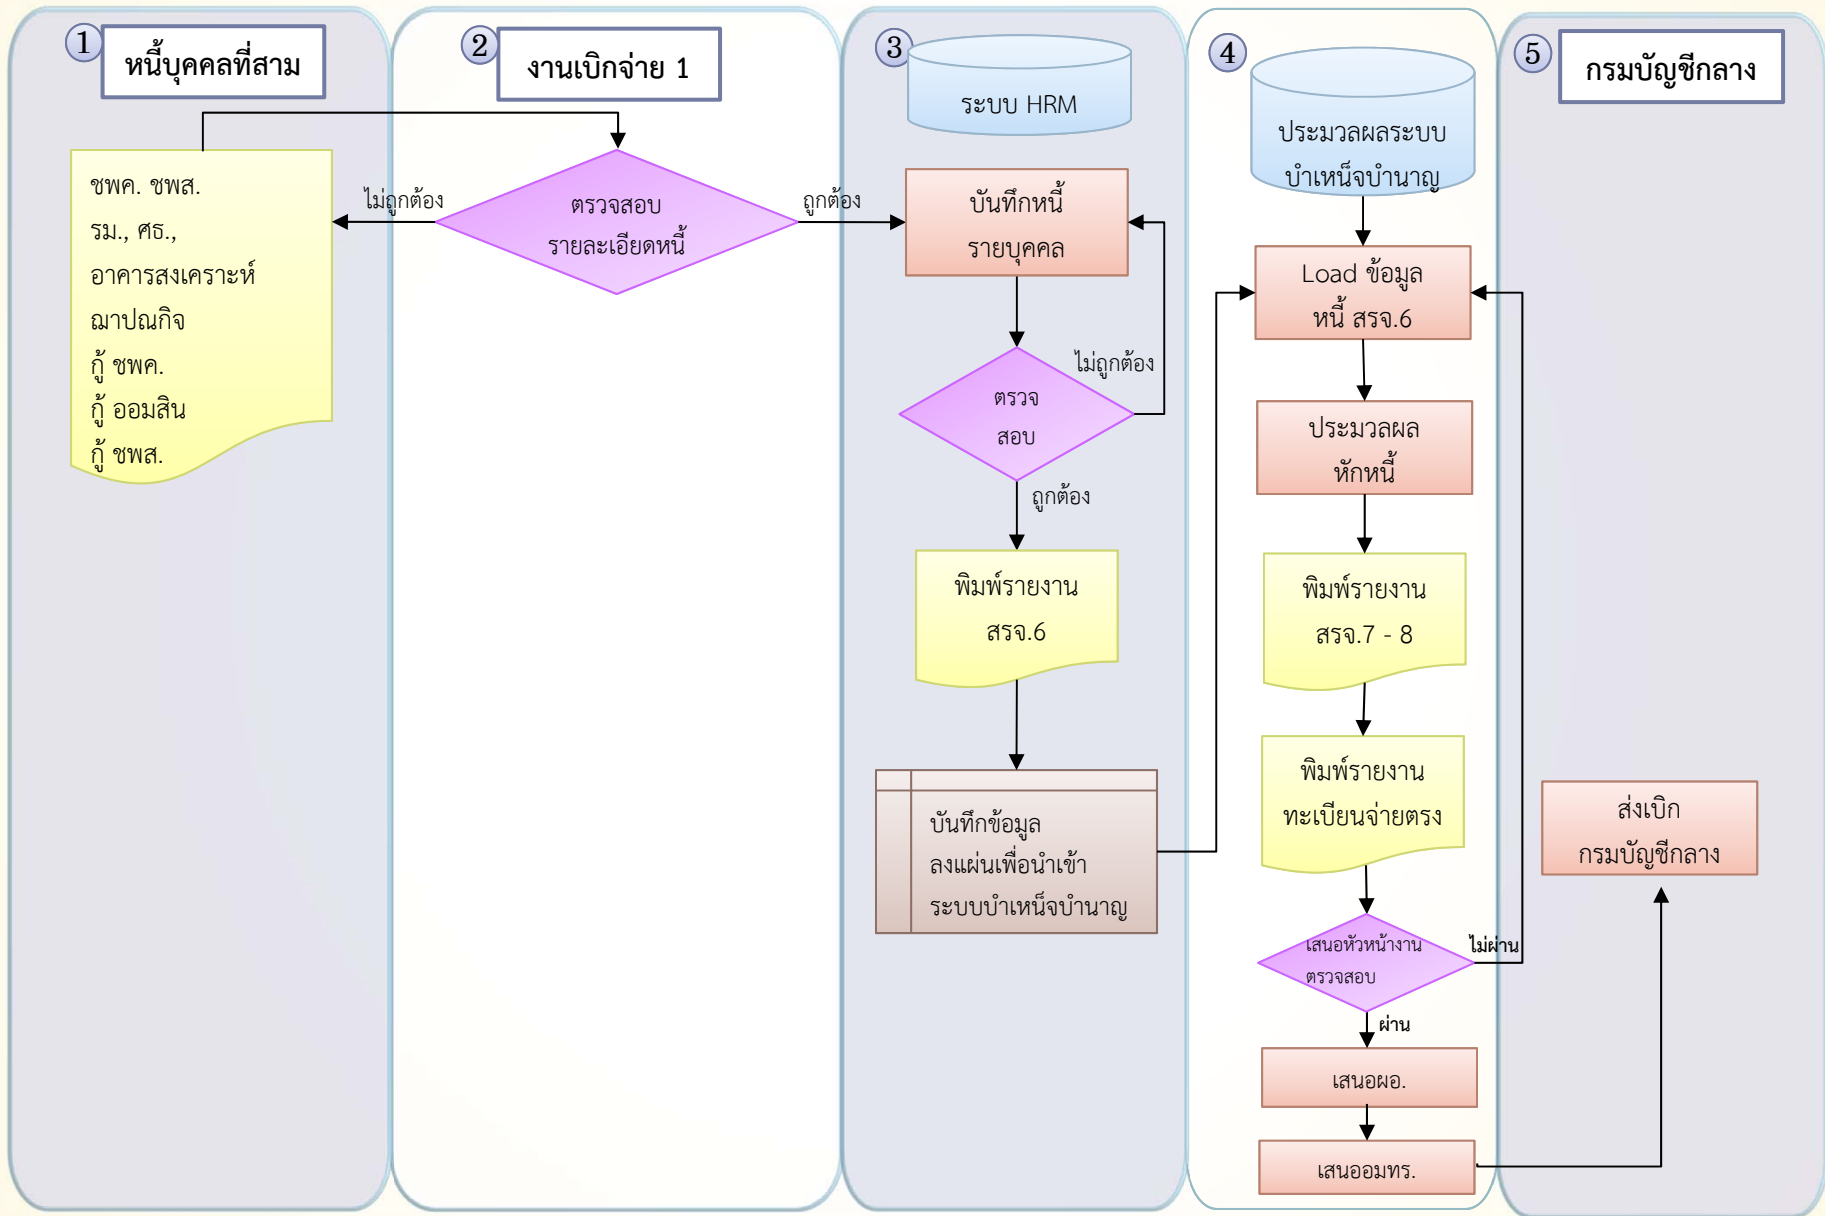 1
หนี้บุคคลที่สาม
ชพค. ชพส.
รม., ศธ.,
อาคารสงเคราะห์
ฌาปณกิจ
กู้ ชพค.
กู้ ออมสิน
กู้ ชพส.
2
งานเบิกจ่าย 1
ไม่ถูกต้อง
ตรวจสอบ
รายละเอียดหนี้
ถูกต้อง
3
ระบบ HRM
บันทึกหนี้
รายบุคคล
ไม่ถูกต้อง
ตรวจ
สอบ
ถูกต้อง
พิมพ์รายงาน
สรจ.6
บันทึกข้อมูล
ลงแผ่นเพื่อนำเข้า
ระบบบำเหน็จบำนาญ
4
ประมวลผลระบบ
บำเหน็จบำนาญ
Load ข้อมูล
หนี้ สรจ.6
ประมวลผล
หักหนี้
พิมพ์รายงาน
สรจ.7 - 8
พิมพ์รายงาน
ทะเบียนจ่ายตรง
เสนอหัวหน้างาน
ตรวจสอบ
ไม่ผ่าน
ผ่าน
เสนอผอ.
เสนออมทร.
5
กรมบัญชีกลาง
ส่งเบิก
กรมบัญชีกลาง